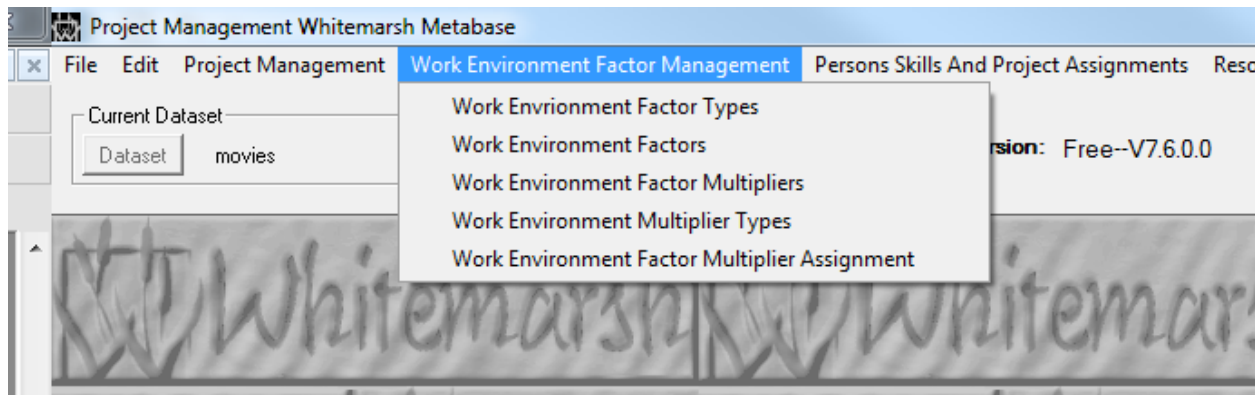 Project Management Whitemarsh Metabase
File Edit Project Management Work Environment Factor Management Persons Skills And Project Assignments
Work Envrionment Factor Types
Current Dataset
Work Environment Factors
Dataset movies
rsion: Free--V7.6.0.0
Work Environment Factor Multipliers
Work Environment Multiplier Types
Work Environment Factor Multiplier Assignment
Whitemarsh